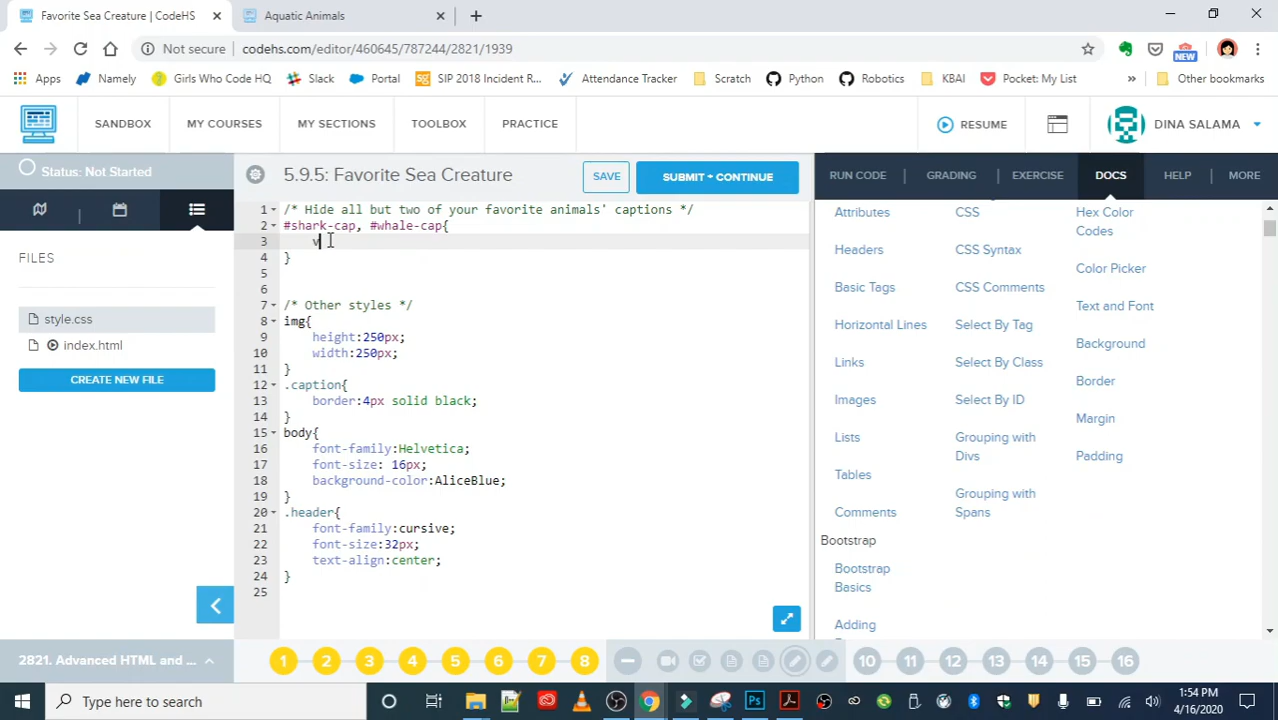 Favorite Sea Creature | CodeHS
Aquatic Animals
Not secure | codehs.com/editor/460645/787244/2821/1939
NEW
Apps Namely Girls Who Code HQ Slack Portal SIP 2018 Incident R... Attendance Tracker Scratch Python Robotics KBAI Pocket: My List » Other bookmarks
SANDBOX MY COURSES MY SECTIONS TOOLBOX PRACTICE RESUME DINA SALAMA
Status: Not Started
5.9.5: Favorite Sea Creature SAVE SUBMIT + CONTINUE
RUN CODE | GRADING | EXERCISE DOCS HELP | MORE
FILES
style.css
index.html
CREATE NEW FILE
1 /* Hide all but two of your favorite animals' captions */
2 #shark-cap, #whale-cap{
3 v
4 }
5
6
7 /* Other styles */
8 img{
9 height:250px;
10 width:250px;
11 }
12 .caption{
13 border:4px solid black;
14 }
15 body{
16 font-family:Helvetica;
17 font-size: 16px;
18 background-color:AliceBlue;
19 }
20 .header{
21 font-family:cursive;
22 font-size:32px;
23 text-align:center;
24 }
25
Attributes
Headers
Basic Tags
Horizontal Lines
Links
Images
Lists
Tables
Comments
CSS
CSS Syntax
CSS Comments
Select By Tag
Select By Class
Select By ID
Grouping with
Divs
Grouping with
Spans
Hex Color
Codes
Color Picker
Text and Font
Background
Border
Margin
Padding
Bootstrap
Bootstrap
Basics
Adding
2821. Advanced HTML and ...
1 2 3 4 5 6 7 8 10 11 12 13 14 15 16
Type here to search
1:54 PM
4/16/2020